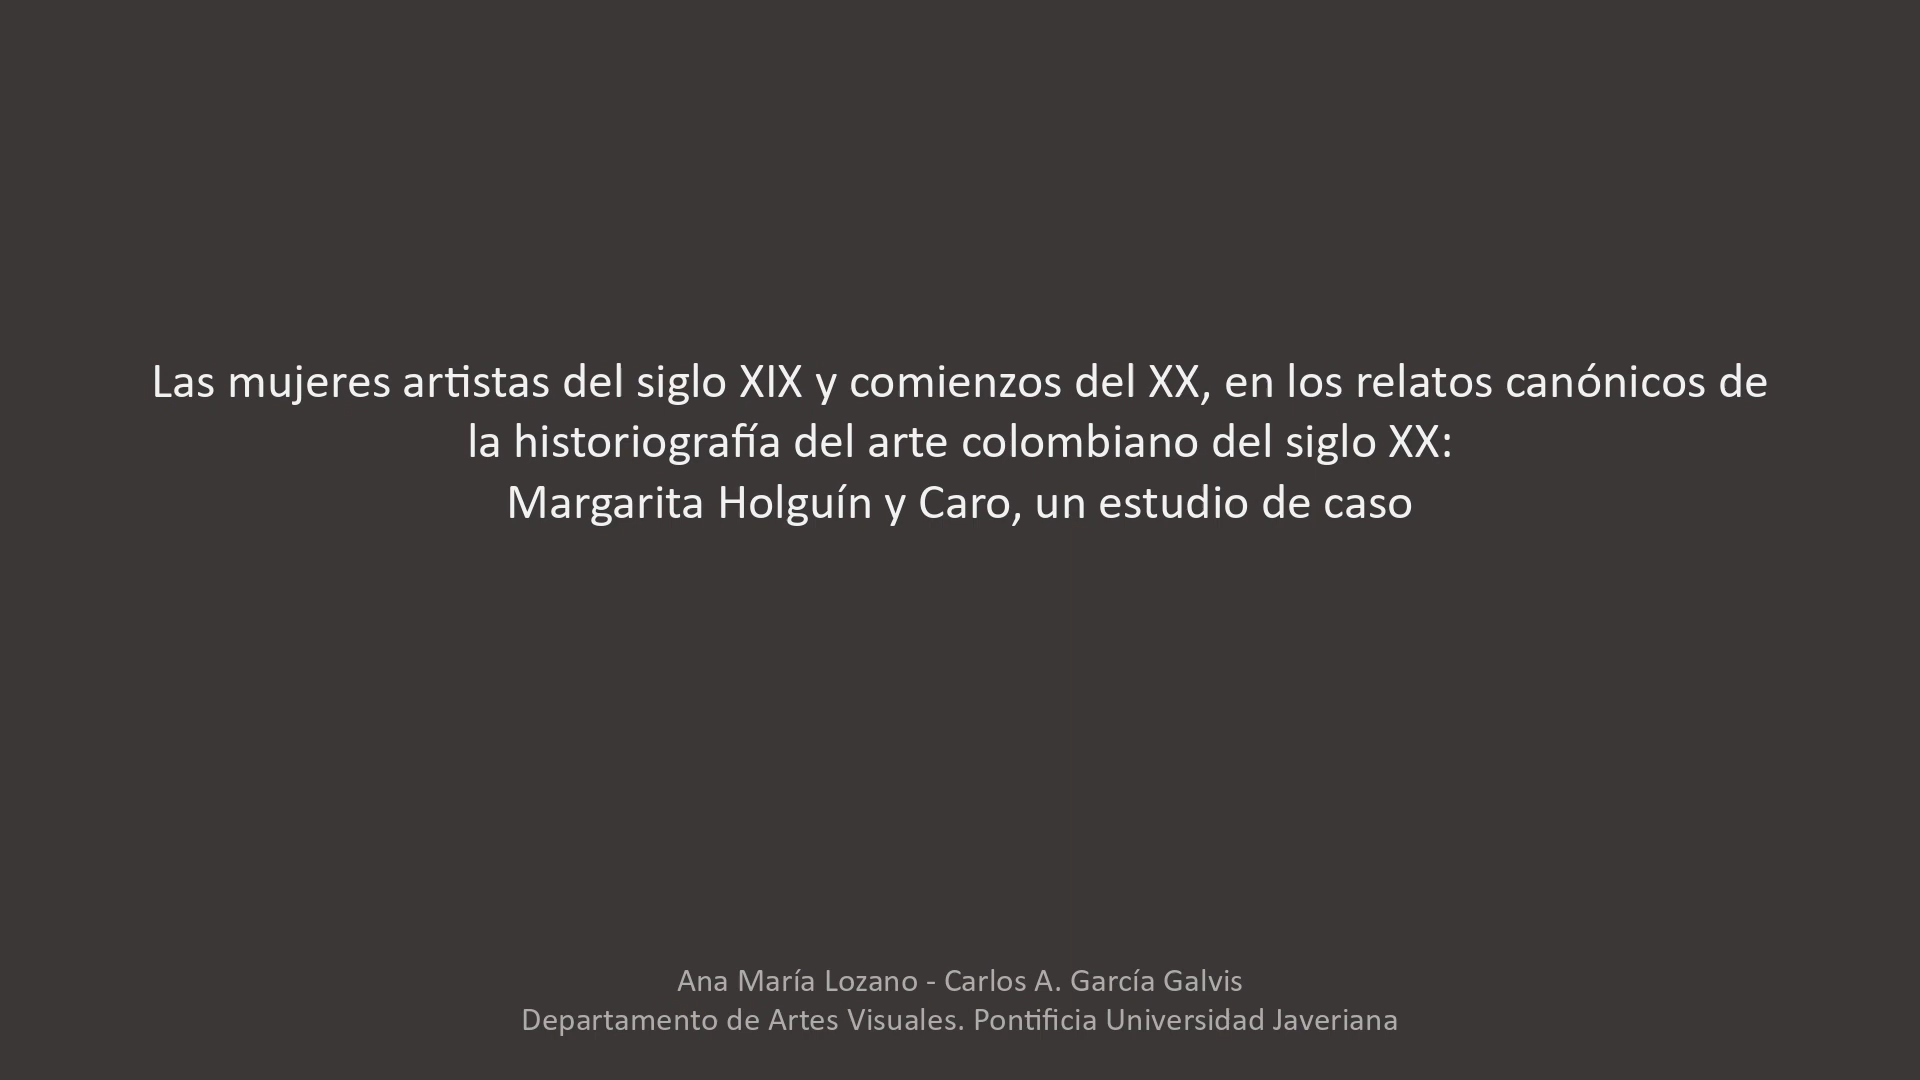 Las mujeres artistas del siglo XIX y comienzos del XX, en los relatos canónicos de
la historiografía del arte colombiano del siglo XX:
Margarita Holguín y Caro, un estudio de caso
Ana María Lozano - Carlos A. García Galvis
Departamento de Artes Visuales. Pontificia Universidad Javeriana